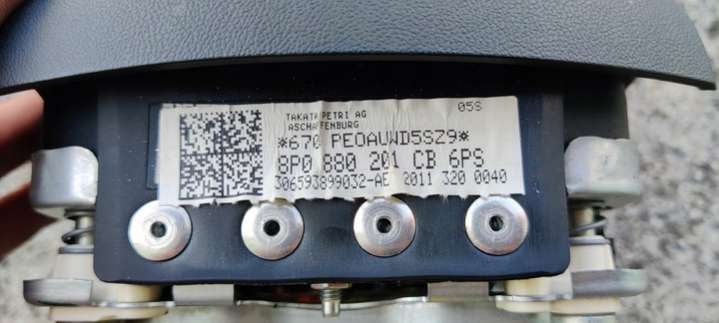 TAKATA PETRI AG 05S
ASCHAFFENBURG
*670 PEOAUWD5SZ9*
8P0 880 201 CB 6PS
306593899032-AE 2011 320 0040